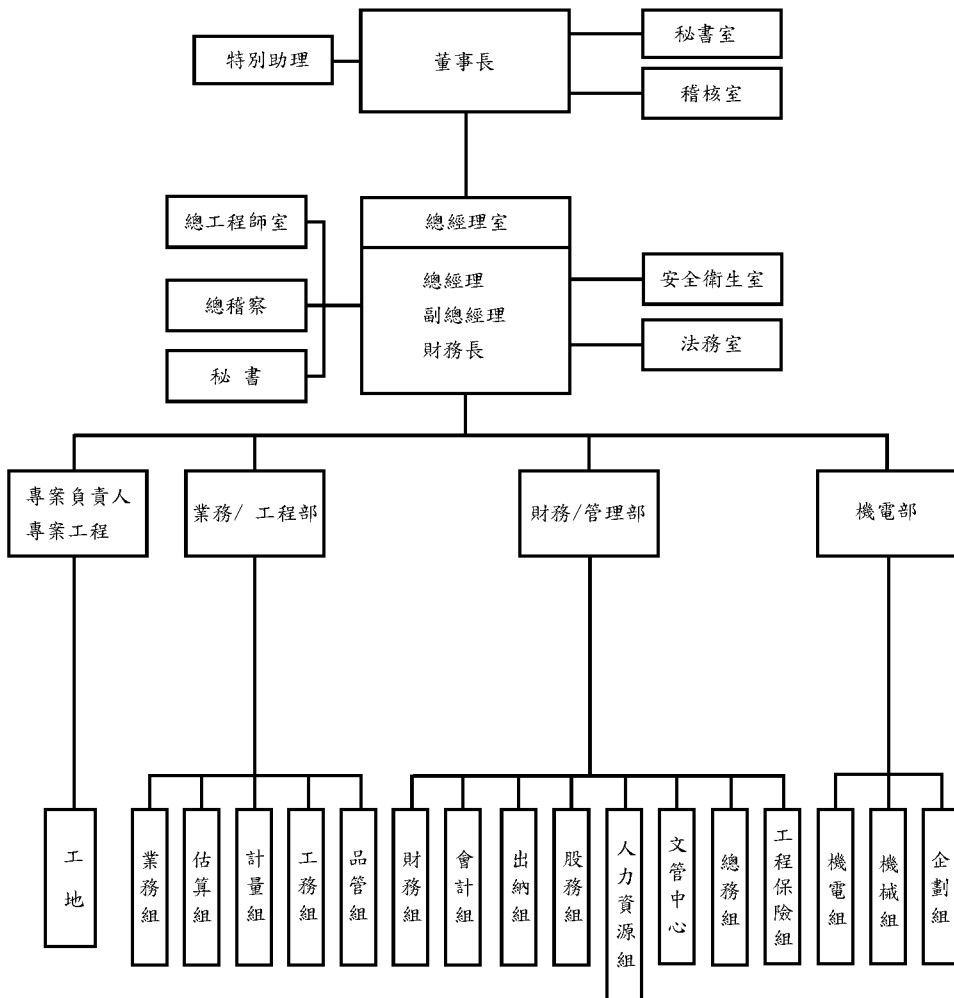 特別助理
董事長
秘書室
稽核室
總工程師室
總經理室
總稽察
總經理
副總經理
財務長
安全衛生室
秘 書
法務室
專案負責人
專案工程
業務/ 工程部
財務/管理部
機電部
工地
業務組
估算組
計量組
工務組
品管組
財務組
會計組
出納組
股務組
人力資源組
文管中心
總務組
工程保險組
機電組
機械組
企劃組